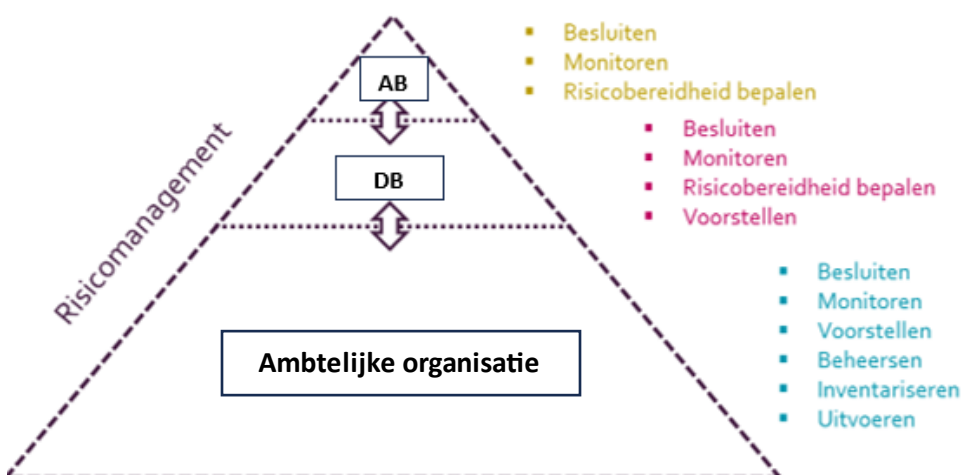 Risicomanagement
AB
▪ Besluiten
▪ Monitoren
▪ Risicobereidheid bepalen
DB
▪ Besluiten
▪ Monitoren
▪ Risicobereidheid bepalen
▪ Voorstellen
Ambtelijke organisatie
▪ Besluiten
▪ Monitoren
▪ Voorstellen
▪ Beheersen
▪ Inventariseren
▪ Uitvoeren